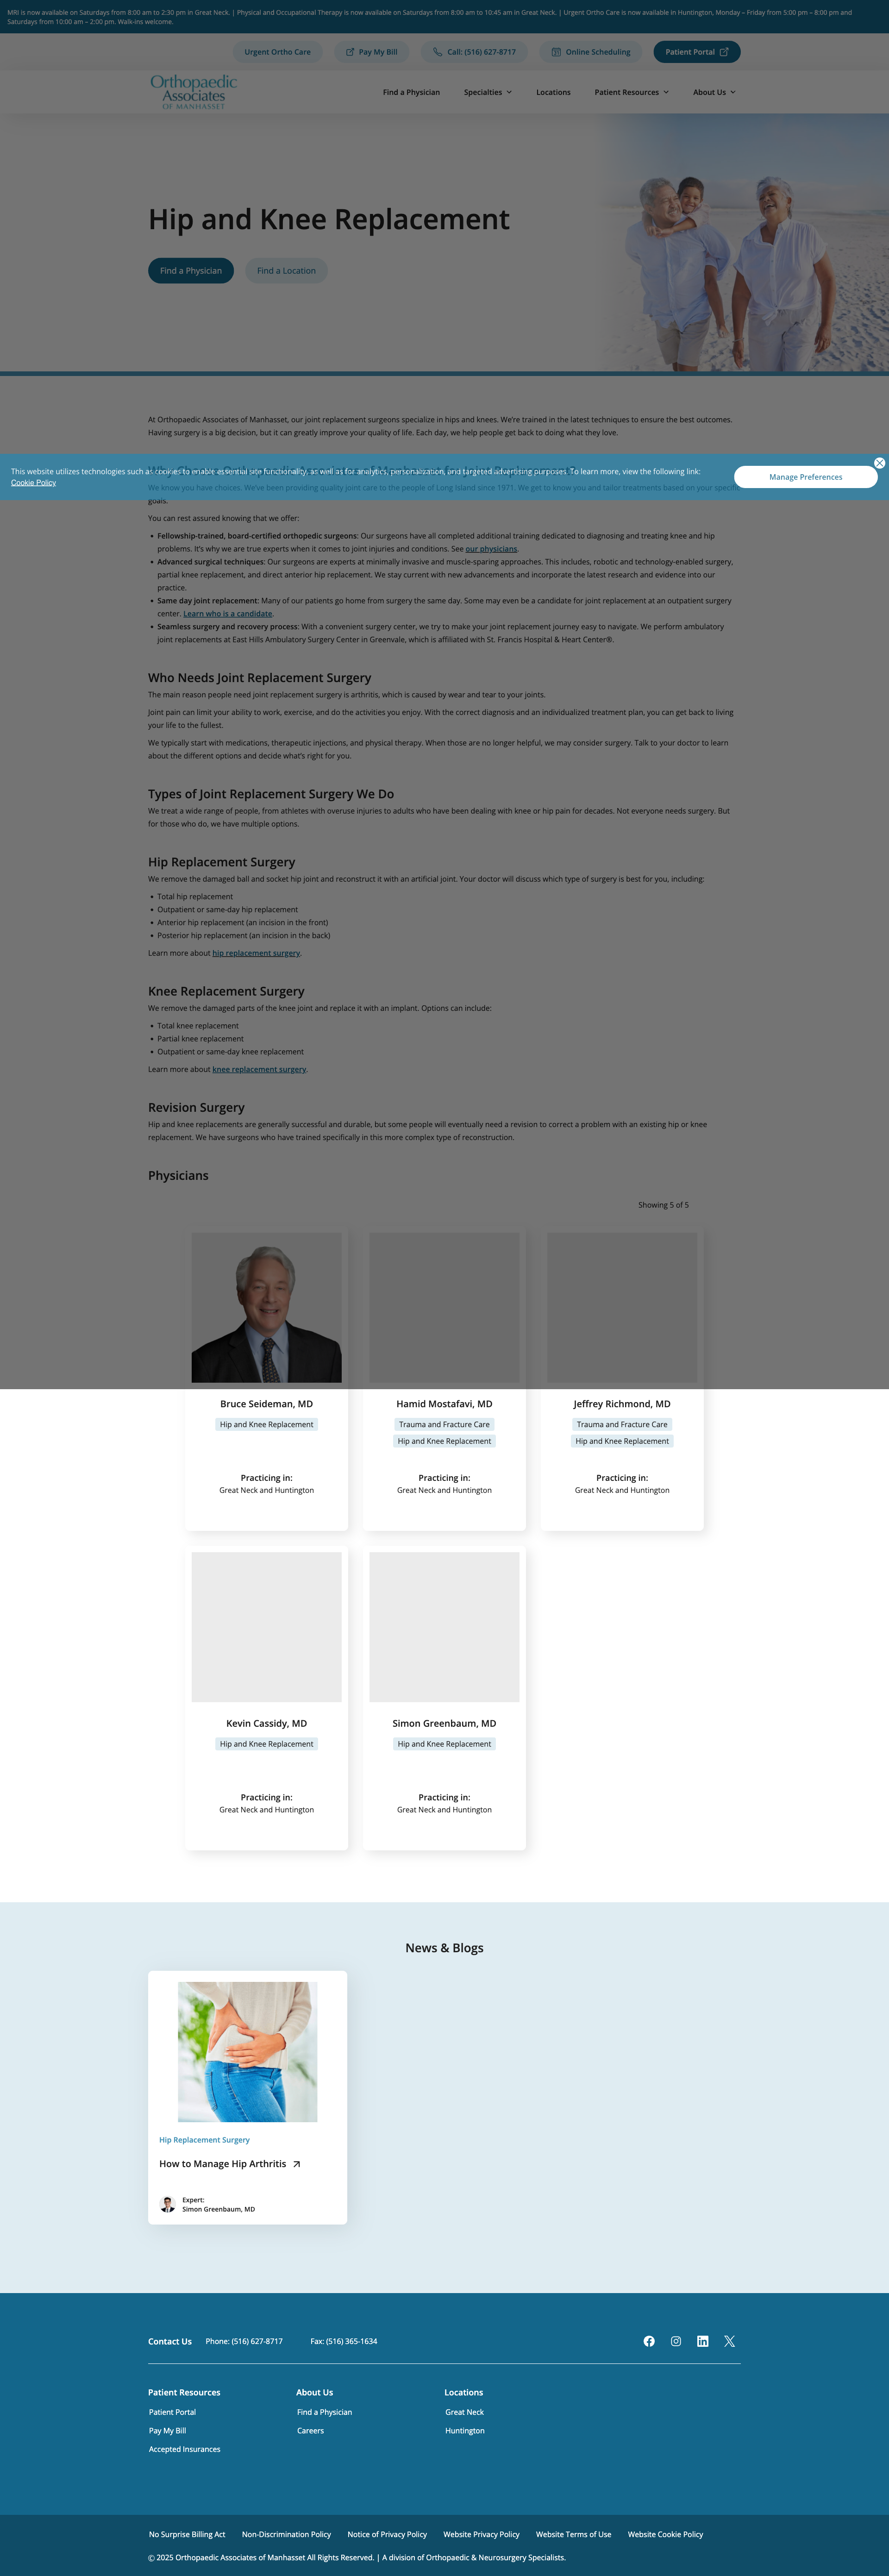 MRI is now available on Saturdays from 8:00 am to 2:30 pm in Great Neck. | Physical and Occupational Therapy is now available on Saturdays from 8:00 am to 10:45 am in Great Neck. | Urgent Ortho Care is now available in Huntington, Monday – Friday from 5:00 pm – 8:00 pm and
Saturdays from 10:00 am – 2:00 pm. Walk-ins welcome.
Urgent Ortho Care
Pay My Bill
Call: (516) 627-8717
Online Scheduling
Patient Portal
Orthopaedic
Associates
OF MANHASSET
Find a Physician
Specialties
Locations
Patient Resources
About Us
Hip and Knee Replacement
Find a Physician
Find a Location
At Orthopaedic Associates of Manhasset, our joint replacement surgeons specialize in hips and knees. We're trained in the latest techniques to ensure the best outcomes.
Having surgery is a big decision, but it can greatly improve your quality of life. Each day, we help people get back to doing what they love.
This website utilizes technologies such as cookies to enable essential site functionality, as well as for analytics, personalization, and targeted advertising purposes. To learn more, view the following link:
Cookie Policy
Manage Preferences
We know you have choices. We've been providing quality joint care to the people of Long Island since 1971. We get to know you and tailor treatments based on your specific
goals.
You can rest assured knowing that we offer:
• Fellowship-trained, board-certified orthopedic surgeons: Our surgeons have all completed additional training dedicated to diagnosing and treating knee and hip
problems. It's why we are true experts when it comes to joint injuries and conditions. See our physicians.
• Advanced surgical techniques: Our surgeons are experts at minimally invasive and muscle-sparing approaches. This includes, robotic and technology-enabled surgery,
partial knee replacement, and direct anterior hip replacement. We stay current with new advancements and incorporate the latest research and evidence into our
practice.
• Same day joint replacement: Many of our patients go home from surgery the same day. Some may even be a candidate for joint replacement at an outpatient surgery
center. Learn who is a candidate.
• Seamless surgery and recovery process: With a convenient surgery center, we try to make your joint replacement journey easy to navigate. We perform ambulatory
joint replacements at East Hills Ambulatory Surgery Center in Greenvale, which is affiliated with St. Francis Hospital & Heart Center®.
Who Needs Joint Replacement Surgery
The main reason people need joint replacement surgery is arthritis, which is caused by wear and tear to your joints.
Joint pain can limit your ability to work, exercise, and do the activities you enjoy. With the correct diagnosis and an individualized treatment plan, you can get back to living
your life to the fullest.
We typically start with medications, therapeutic injections, and physical therapy. When those are no longer helpful, we may consider surgery. Talk to your doctor to learn
about the different options and decide what's right for you.
Types of Joint Replacement Surgery We Do
We treat a wide range of people, from athletes with overuse injuries to adults who have been dealing with knee or hip pain for decades. Not everyone needs surgery. But
for those who do, we have multiple options.
Hip Replacement Surgery
We remove the damaged ball and socket hip joint and reconstruct it with an artificial joint. Your doctor will discuss which type of surgery is best for you, including:
• Total hip replacement
• Outpatient or same-day hip replacement
• Anterior hip replacement (an incision in the front)
• Posterior hip replacement (an incision in the back)
Learn more about hip replacement surgery.
Knee Replacement Surgery
We remove the damaged parts of the knee joint and replace it with an implant. Options can include:
• Total knee replacement
• Partial knee replacement
• Outpatient or same-day knee replacement
Learn more about knee replacement surgery.
Revision Surgery
Hip and knee replacements are generally successful and durable, but some people will eventually need a revision to correct a problem with an existing hip or knee
replacement. We have surgeons who have trained specifically in this more complex type of reconstruction.
Physicians
Showing 5 of 5
Bruce Seideman, MD
Hip and Knee Replacement
Practicing in:
Great Neck and Huntington
Hamid Mostafavi, MD
Trauma and Fracture Care
Hip and Knee Replacement
Practicing in:
Great Neck and Huntington
Jeffrey Richmond, MD
Trauma and Fracture Care
Hip and Knee Replacement
Practicing in:
Great Neck and Huntington
Kevin Cassidy, MD
Hip and Knee Replacement
Practicing in:
Great Neck and Huntington
Simon Greenbaum, MD
Hip and Knee Replacement
Practicing in:
Great Neck and Huntington
News & Blogs
Hip Replacement Surgery
How to Manage Hip Arthritis
Expert:
Simon Greenbaum, MD
Contact Us
Phone: (516) 627-8717
Fax: (516) 365-1634
Patient Resources
Patient Portal
Pay My Bill
Accepted Insurances
About Us
Find a Physician
Careers
Locations
Great Neck
Huntington
No Surprise Billing Act
Non-Discrimination Policy
Notice of Privacy Policy
Website Privacy Policy
Website Terms of Use
Website Cookie Policy
© 2025 Orthopaedic Associates of Manhasset All Rights Reserved. | A division of Orthopaedic & Neurosurgery Specialists.